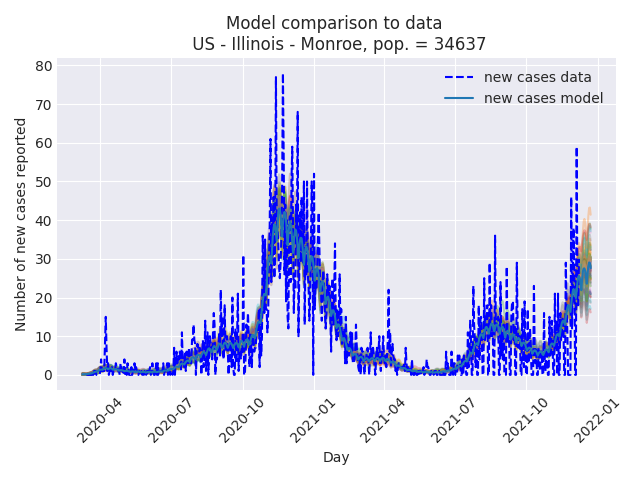 Model comparison to data
US - Illinois - Monroe, pop. = 34637
new cases data
new cases model
Number of new cases reported
80
70
60
50
40
30
20
10
0
2020-04
2020-07
2020-10
2021-01
2021-04
2021-07
2021-10
2022-01
Day